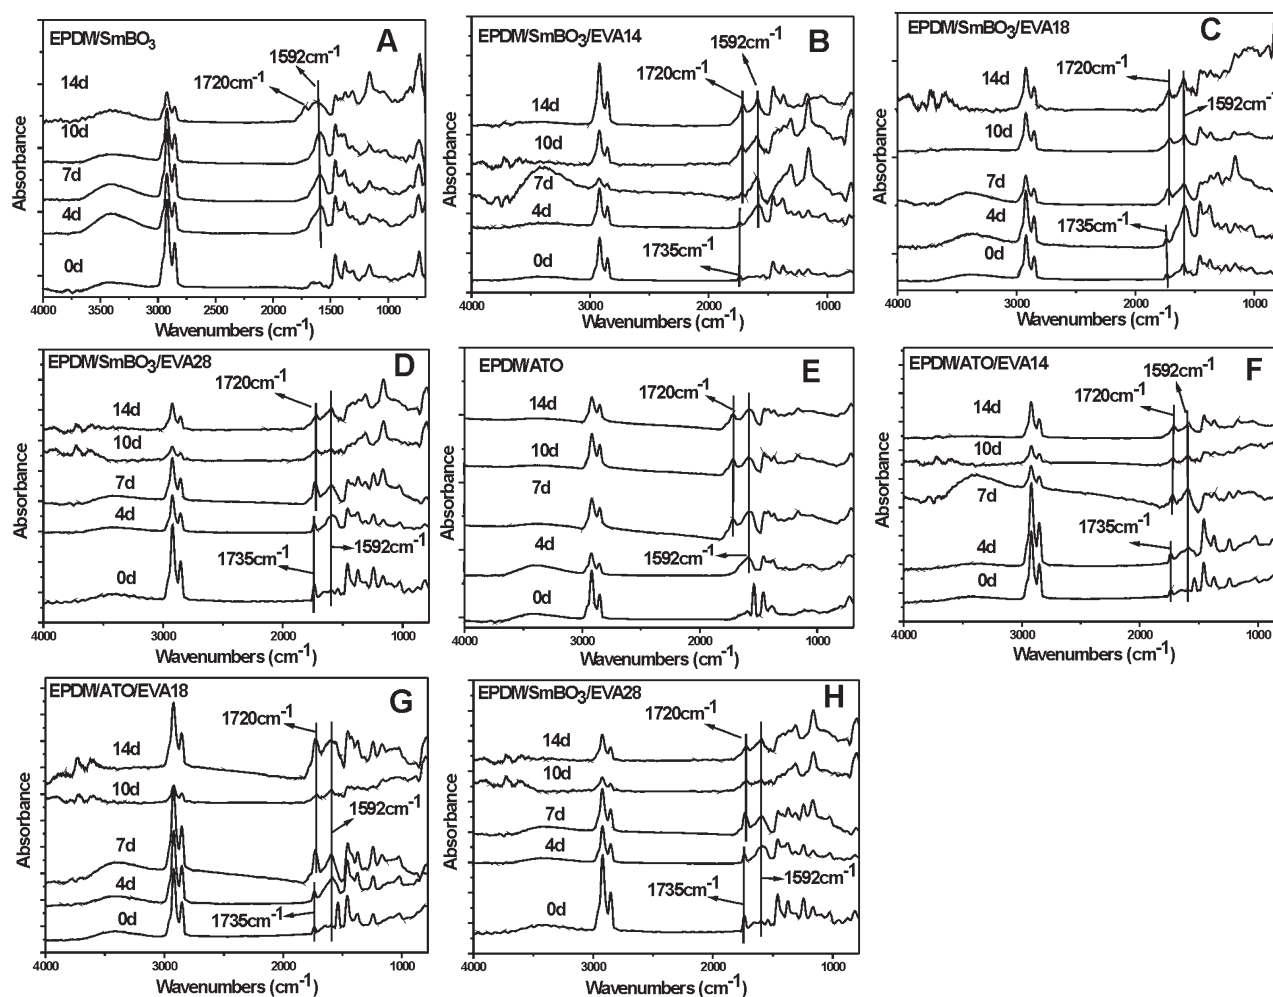 EPDM/SmBO3
A
1592cm-1
14d
1720cm-1
10d
7d
4d
0d
Absorbance
4000 3500 3000 2500 2000 1500 1000
Wavenumbers (cm-1)
EPDM/SmBO3/EVA14
B
1592cm-1
1720cm-1
14d
10d
7d
4d
1735cm-1
0d
Absorbance
4000 3000 2000 1000
Wavenumbers (cm-1)
EPDM/SmBO3/EVA18
C
1720cm-1
14d
1592cm-1
10d
7d
4d
1735cm-1
0d
Absorbance
4000 3000 2000 1000
Wavenumbers (cm-1)
EPDM/SmBO3/EVA28
D
1720cm-1
14d
10d
7d
4d
1735cm-1
1592cm-1
0d
Absorbance
4000 3000 2000 1000
Wavenumbers (cm-1)
EPDM/ATO
E
14d
1720cm-1
10d
7d
4d
1592cm-1
0d
Absorbance
4000 3000 2000 1000
Wavenumbers (cm-1)
EPDM/ATO/EVA14
F
1592cm-1
1720cm-1
14d
10d
7d
1735cm-1
4d
0d
Absorbance
4000 3000 2000 1000
Wavenumbers (cm-1)
EPDM/ATO/EVA18
G
1720cm-1
14d
10d
1592cm-1
7d
4d
1735cm-1
0d
Absorbance
4000 3000 2000 1000
Wavenumbers (cm-1)
EPDM/SmBO3/EVA28
H
1720cm-1
14d
10d
7d
4d
1735cm-1
1592cm-1
0d
Absorbance
4000 3000 2000 1000
Wavenumbers (cm-1)